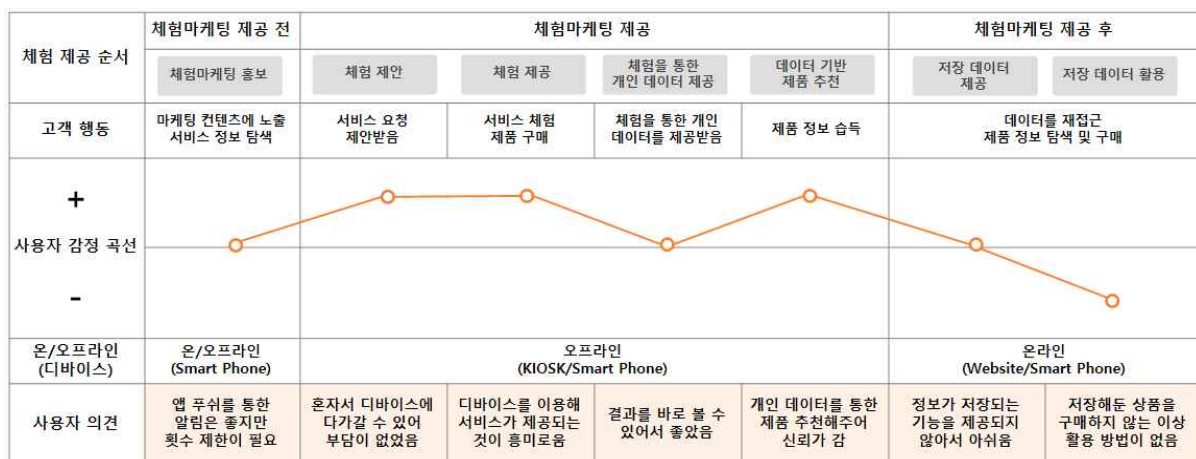 체험 제공 순서
체험마케팅 제공 전
체험마케팅 제공
체험마케팅 제공 후
체험마케팅 홍보
체험 제안
체험 제공
체험을 통한
개인 데이터 제공
데이터 기반
제품 추천
저장 데이터
제공
저장 데이터 활용
고객 행동
마케팅 컨텐츠에 노출
서비스 정보 탐색
서비스 요청
제안받음
서비스 체험
제품 구매
체험을 통한 개인
데이터를 제공받음
제품 정보 습득
데이터를 재접근
제품 정보 탐색 및 구매
+
사용자 감정 곡선
-
온/오프라인
(디바이스)
온/오프라인
(Smart Phone)
오프라인
(KIOSK/Smart Phone)
온라인
(Website/Smart Phone)
사용자 의견
앱 푸쉬를 통한
알림은 좋지만
횟수 제한이 필요
혼자서 디바이스에
다가갈 수 있어
부담이 없었음
디바이스를 이용해
서비스가 제공되는
것이 흥미로움
결과를 바로 볼 수
있어서 좋았음
개인 데이터를 통한
제품 추천해주어
신뢰가 감
정보가 저장되는
기능을 제공되지
않아서 아쉬움
저장해둔 상품을
구매하지 않는 이상
활용 방법이 없음